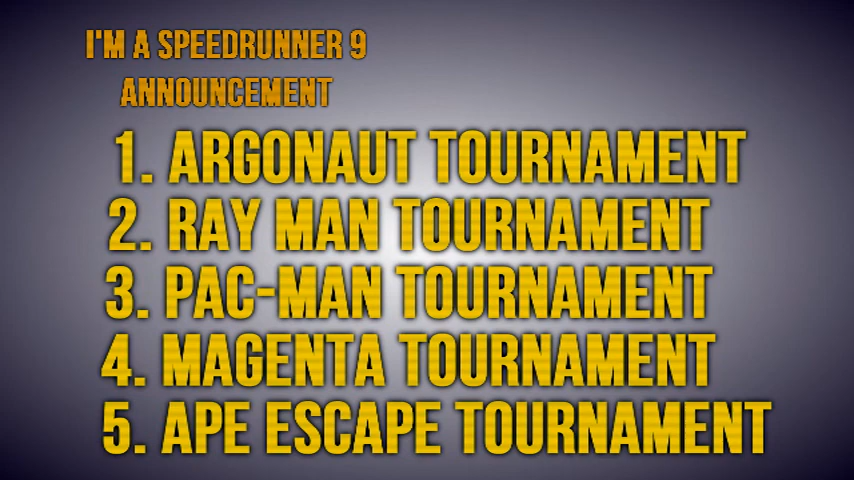 I'M A SPEEDRUNNER 9
ANNOUNCEMENT
1. ARGONAUT TOURNAMENT
2. RAY MAN TOURNAMENT
3. PAC-MAN TOURNAMENT
4. MAGENTA TOURNAMENT
5. APE ESCAPE TOURNAMENT